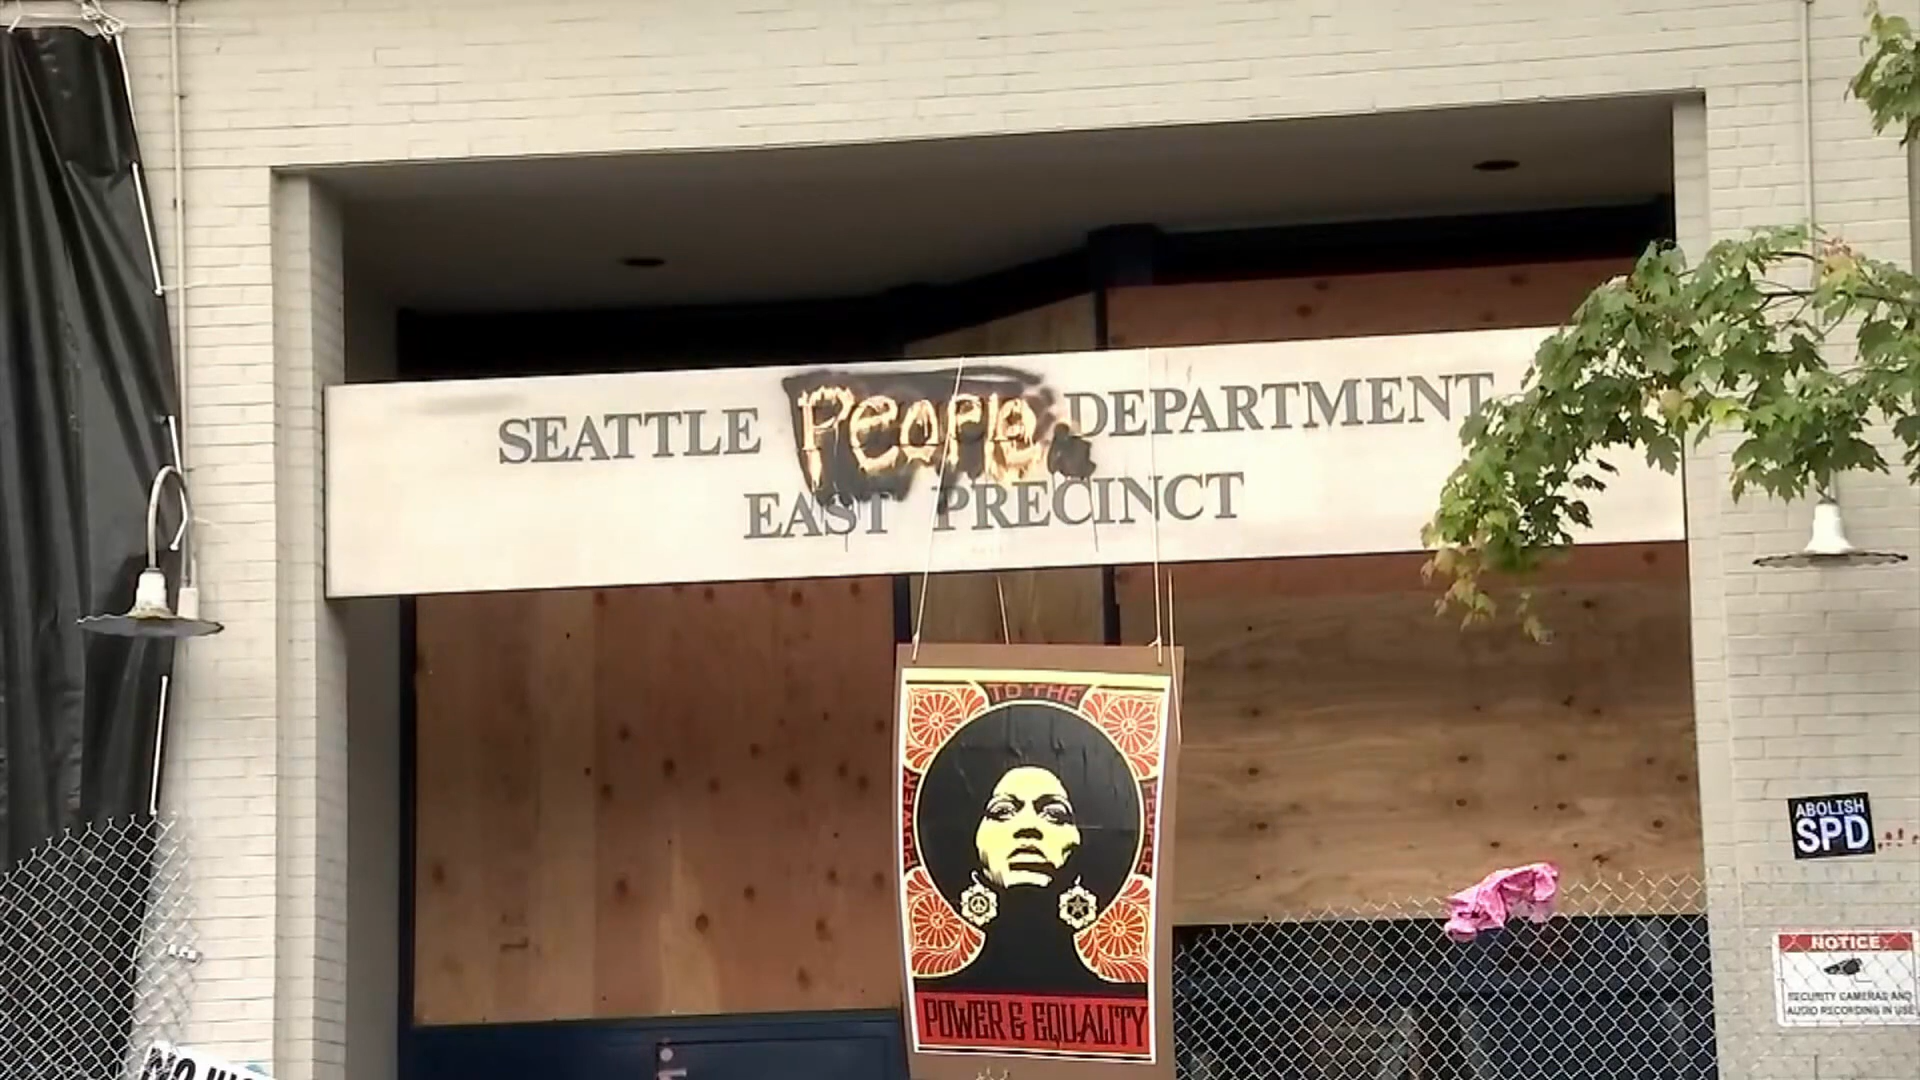 SEATTLE People DEPARTMENT
EAST PRECINCT
TO THE
POWER
PEOPLE
POWER & EQUALITY
ABOLISH
SPD
NOTICE
SECURITY CAMERAS AND
AUDIO RECORDING IN USE
NO